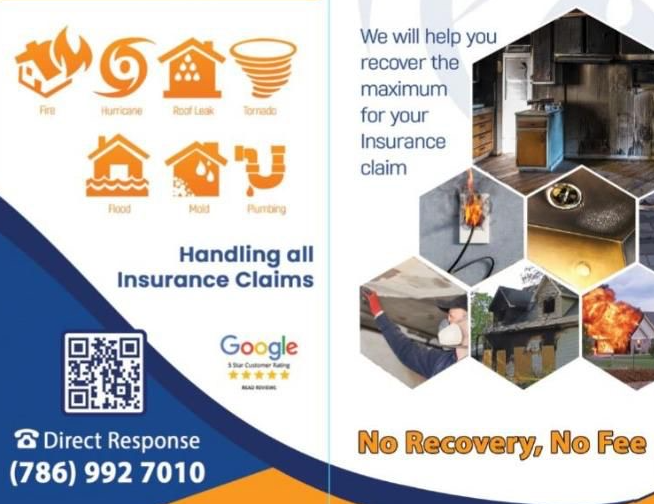 Fire
Hurricane
Roof Leak
Tornado
Flood
Mold
Plumbing
Handling all
Insurance Claims
Google
5 Star Customer Rating
READ REVIEWS
Direct Response
(786) 992 7010
We will help you
recover the
maximum
for your
Insurance
claim
No Recovery, No Fee